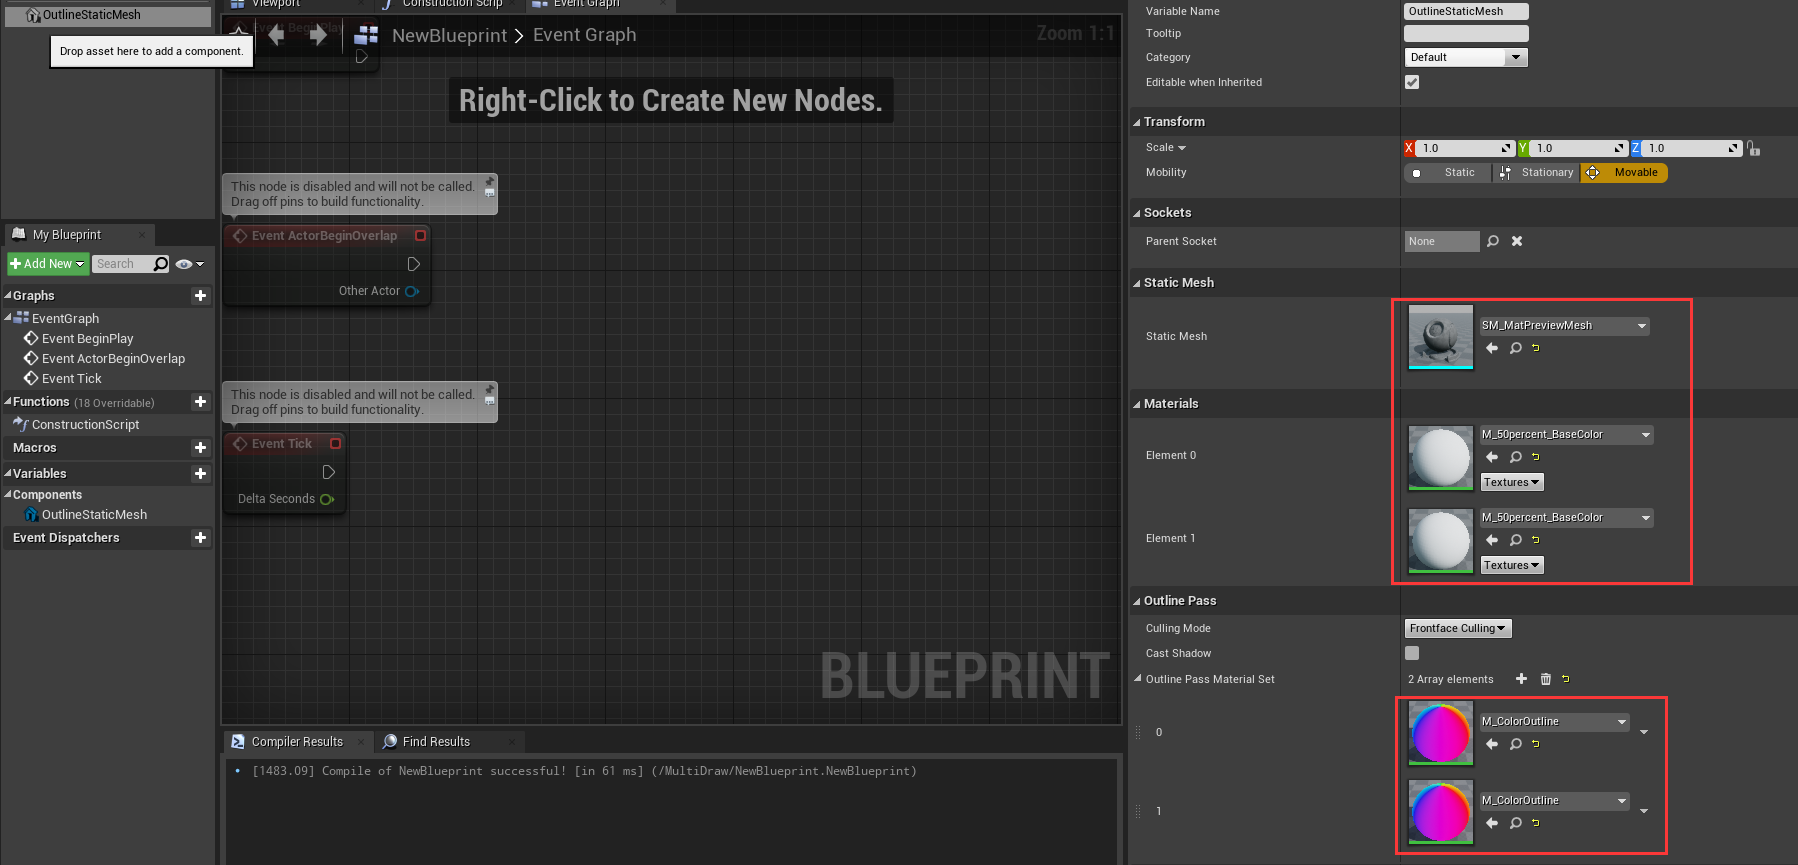 OutlineStaticMesh
Drop asset here to add a component.
My Blueprint
Add New
Search
Graphs
EventGraph
Event BeginPlay
Event ActorBeginOverlap
Event Tick
Functions (18 Overridable)
ConstructionScript
Macros
Variables
Components
OutlineStaticMesh
Event Dispatchers
Viewport
Construction Scrip
Event Graph
Event BeginPlay
NewBlueprint > Event Graph
Zoom 1:1
Right-Click to Create New Nodes.
This node is disabled and will not be called.
Drag off pins to build functionality.
Event ActorBeginOverlap
Other Actor
This node is disabled and will not be called.
Drag off pins to build functionality.
Event Tick
Delta Seconds
BLUEPRINT
Compiler Results
Find Results
[1483.09] Compile of NewBlueprint successful! [in 61 ms] (/MultiDraw/NewBlueprint.NewBlueprint)
Variable Name OutlineStaticMesh
Tooltip
Category Default
Editable when Inherited
Transform
Scale X 1.0 Y 1.0 Z 1.0
Mobility Static Stationary Movable
Sockets
Parent Socket None
Static Mesh
Static Mesh SM_MatPreviewMesh
Materials
Element 0 M_50percent_BaseColor
Textures
Element 1 M_50percent_BaseColor
Textures
Outline Pass
Culling Mode Frontface Culling
Cast Shadow
Outline Pass Material Set 2 Array elements
0 M_ColorOutline
1 M_ColorOutline